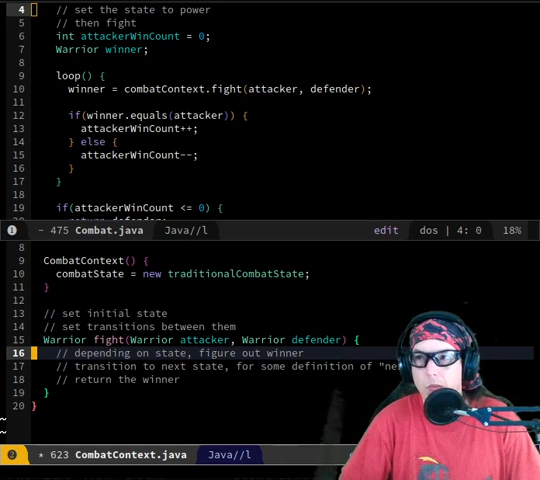 4 // set the state to power
5 // then fight
6 int attackerWinCount = 0;
7 Warrior winner;
8
9 loop() {
10 winner = combatContext.fight(attacker, defender);
11
12 if(winner.equals(attacker)) {
13 attackerWinCount++;
14 } else {
15 attackerWinCount--;
16 }
17 }
18
19 if(attackerWinCount <= 0) {
1 - 475 Combat.java Java//l edit dos | 4: 0 18%
8
9 CombatContext() {
10 combatState = new traditionalCombatState;
11 }
12
13 // set initial state
14 // set transitions between them
15 Warrior fight(Warrior attacker, Warrior defender) {
16 // depending on state, figure out winner
17 // transition to next state, for some definition of "ne
18 // return the winner
19 }
20 }
~
~
2 * 623 CombatContext.java Java//l